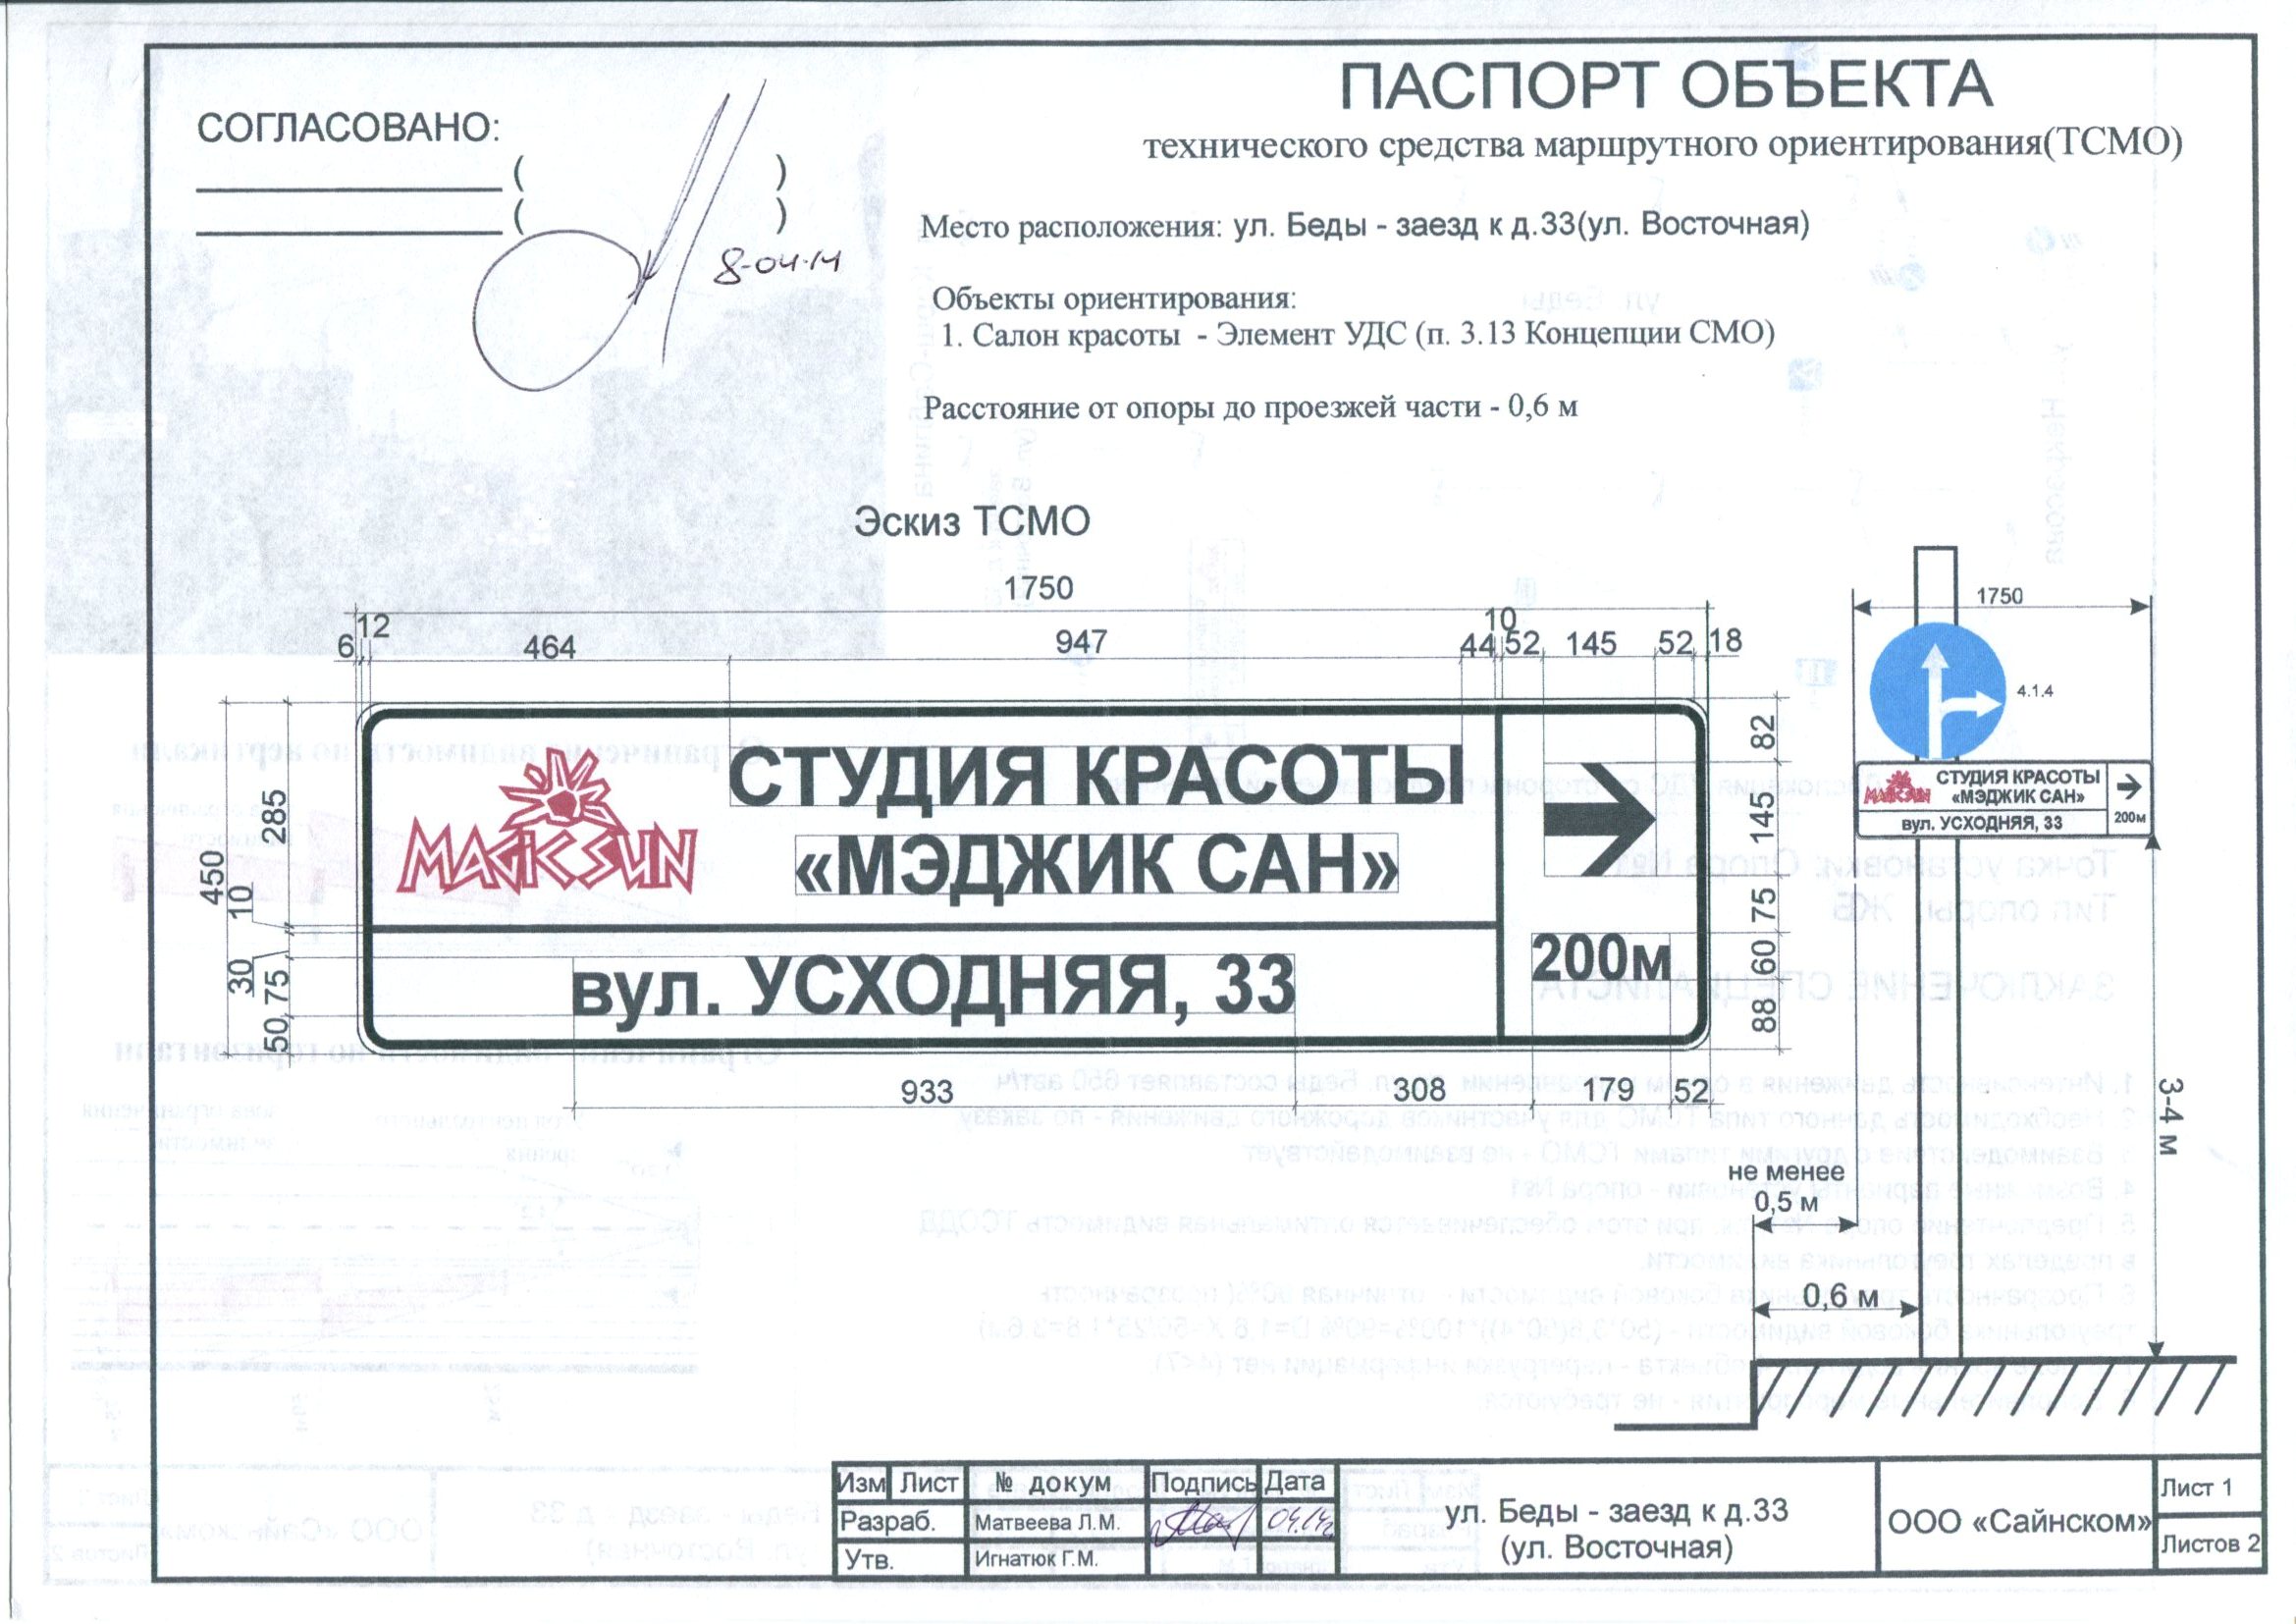 ПАСПОРТ ОБЪЕКТА
технического средства маршрутного ориентирования(ТСМО)
СОГЛАСОВАНО:
( )
( )
8-04.14
Место расположения: ул. Беды - заезд к д.33(ул. Восточная)
Объекты ориентирования:
1. Салон красоты - Элемент УДС (п. 3.13 Концепции СМО)
Расстояние от опоры до проезжей части - 0,6 м
Эскиз ТСМО
1750
6 12 464 947 44 10 52 145 52 18
450
285
10
30
75
50
MAGIC SUN
СТУДИЯ КРАСОТЫ
«МЭДЖИК САН»
вул. УСХОДНЯЯ, 33
200м
82
145
75
60
88
933 308 179 52
1750
4.1.4
MAGIC SUN
СТУДИЯ КРАСОТЫ
«МЭДЖИК САН»
вул. УСХОДНЯЯ, 33
200м
3-4 м
не менее
0,5 м
0,6 м
Изм Лист № докум Подпись Дата
Разраб. Матвеева Л.М. 04.14
Утв. Игнатюк Г.М.
ул. Беды - заезд к д.33
(ул. Восточная)
ООО «Сайнском»
Лист 1
Листов 2